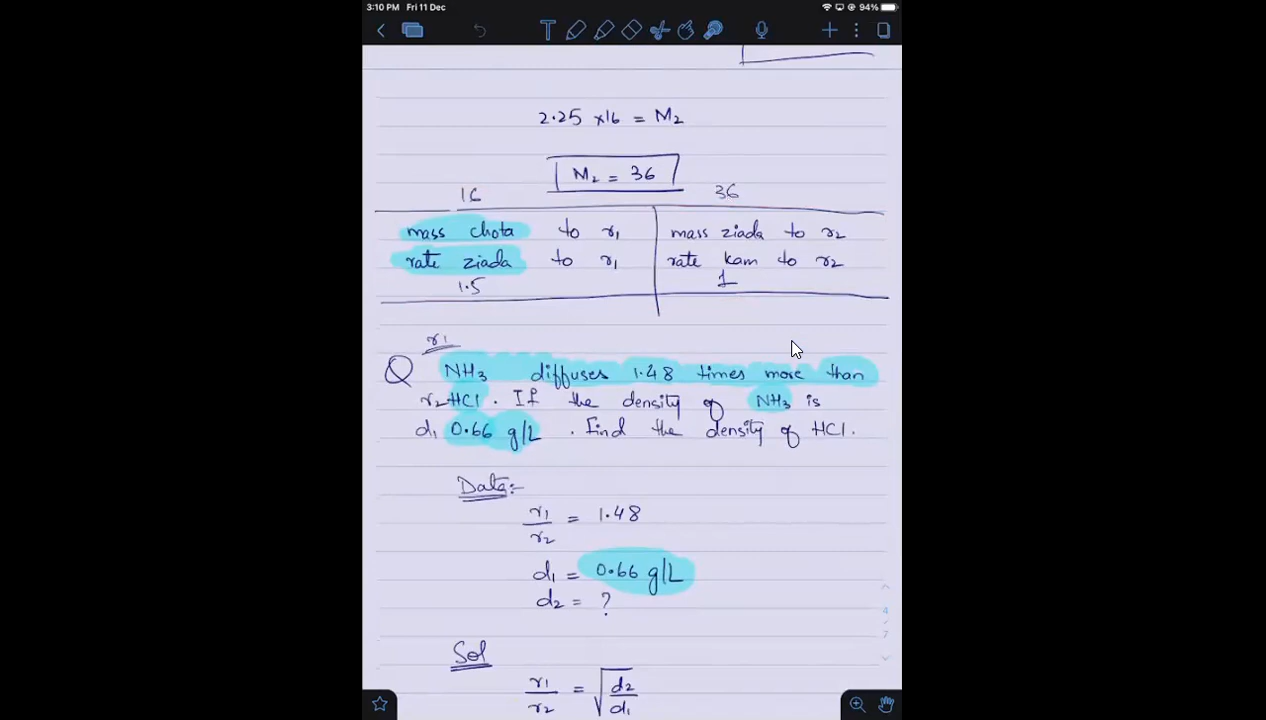 3:10 PM Fri 11 Dec
94%
2.25 x16 = M2
M2 = 36
16 36
mass chota to r1 mass ziada to r2
rate ziada to r1 rate kam to r2
1.5 1
r1
Q NH3 diffuses 1.48 times more than
r2 HCl. If the density of NH3 is
d1 0.66 g/L. find the density of HCl.
Data:-
r1/r2 = 1.48
d1 = 0.66 g/L
d2 = ?
4
/
7
Sol
r1/r2 = √d2/d1